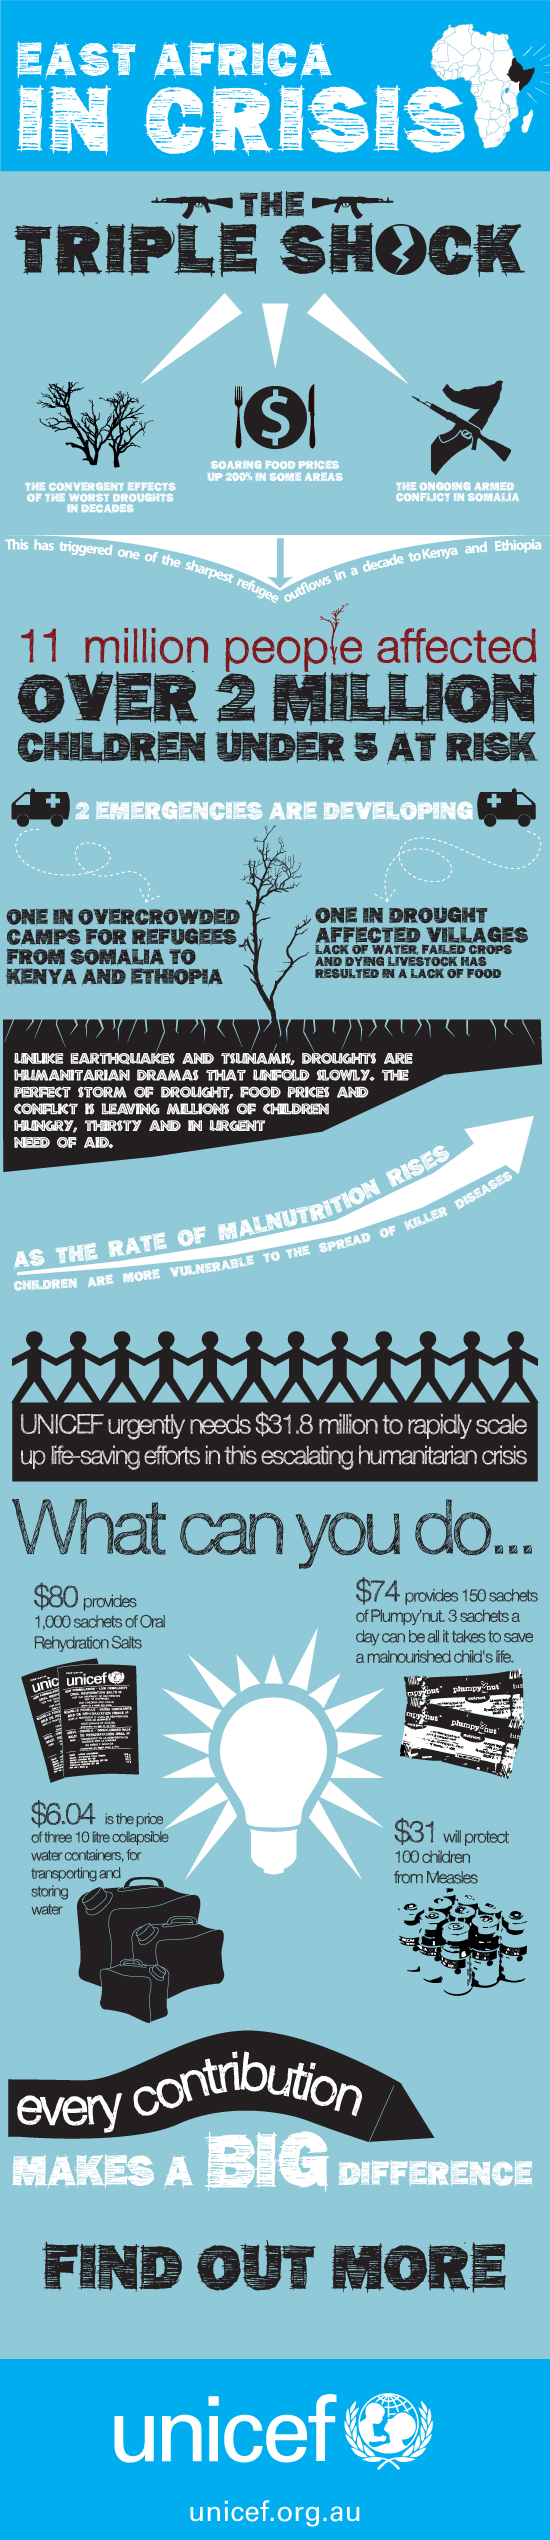 EAST AFRICA
IN CRISIS
THE
TRIPLE SHOCK
THE CONVERGENT EFFECTS
OF THE WORST DROUGHTS
IN DECADES
$
SOARING FOOD PRICES
UP 200% IN SOME AREAS
THE ONGOING ARMED
CONFLICT IN SOMALIA
This has triggered one of the sharpest refugee outflows in a decade to Kenya and Ethiopia
11 million people affected
OVER 2 MILLION
CHILDREN UNDER 5 AT RISK
2 EMERGENCIES ARE DEVELOPING
ONE IN OVERCROWDED
CAMPS FOR REFUGEES
FROM SOMALIA TO
KENYA AND ETHIOPIA
ONE IN DROUGHT
AFFECTED VILLAGES
LACK OF WATER, FAILED CROPS
AND DYING LIVESTOCK HAS
RESULTED IN A LACK OF FOOD
UNLIKE EARTHQUAKES AND TSUNAMIS, DROUGHTS ARE
HUMANITARIAN DRAMAS THAT UNFOLD SLOWLY. THE
PERFECT STORM OF DROUGHT, FOOD PRICES AND
CONFLICT IS LEAVING MILLIONS OF CHILDREN
HUNGRY, THIRSTY AND IN URGENT
NEED OF AID.
AS THE RATE OF MALNUTRITION RISES
CHILDREN ARE MORE VULNERABLE TO THE SPREAD OF KILLER DISEASES
UNICEF urgently needs $31.8 million to rapidly scale
up life-saving efforts in this escalating humanitarian crisis
What can you do...
$80 provides
1,000 sachets of Oral
Rehydration Salts
unicef
$74 provides 150 sachets
of Plumpy'nut. 3 sachets a
day can be all it takes to save
a malnourished child's life.
plumpy'nut
plumpy'nut
$6.04 is the price
of three 10 litre collapsible
water containers, for
transporting and
storing
water
$31 will protect
100 children
from Measles
every contribution
MAKES A BIG DIFFERENCE
FIND OUT MORE
unicef
unicef.org.au